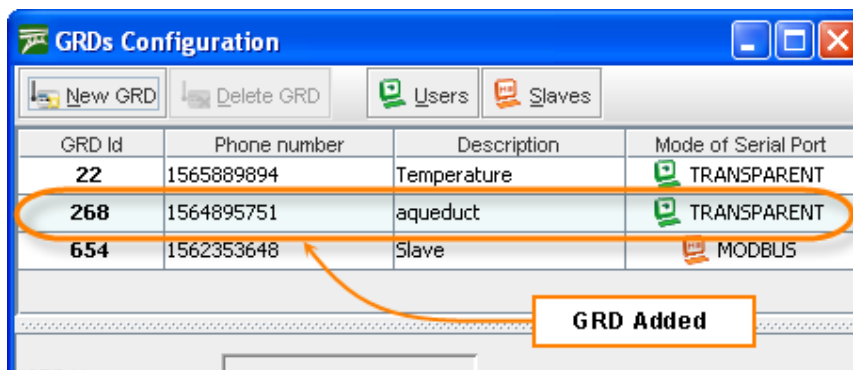 GRDs Configuration
New GRD Delete GRD Users Slaves
GRD Id Phone number Description Mode of Serial Port
22 1565889894 Temperature TRANSPARENT
268 1564895751 aqueduct TRANSPARENT
654 1562353648 Slave MODBUS
GRD Added